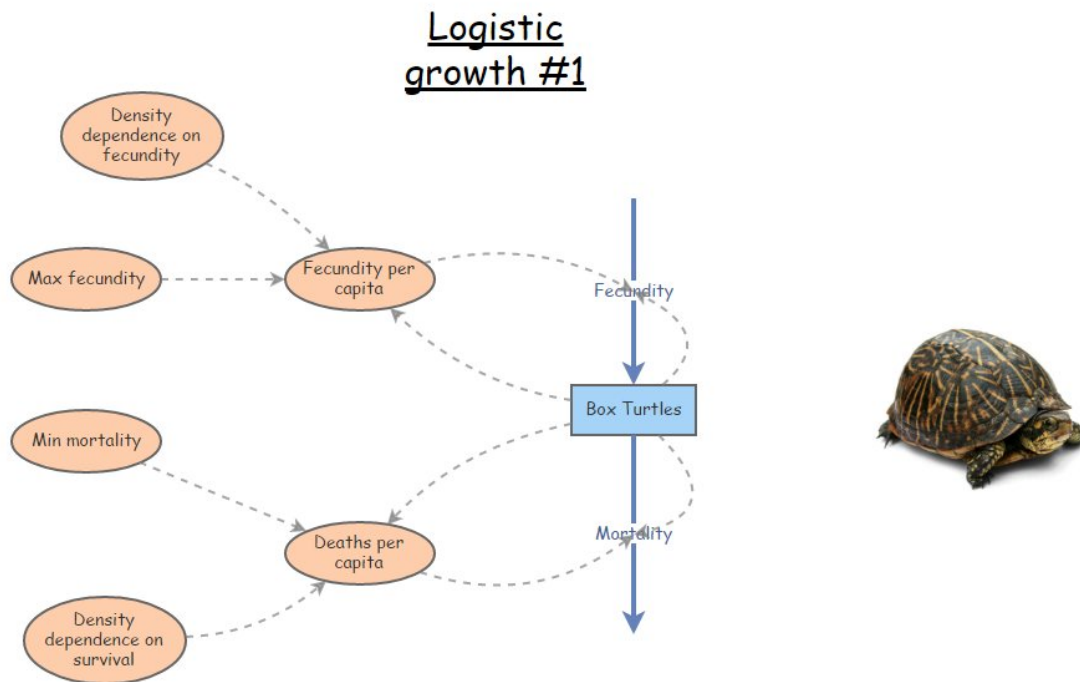 Logistic
growth #1
Density
dependence on
fecundity
Max fecundity
Fecundity per
capita
Fecundity
Box Turtles
Min mortality
Deaths per
capita
Mortality
Density
dependence on
survival